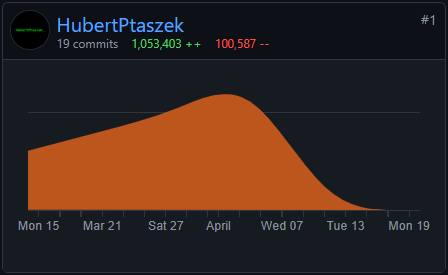 HubertPtaszek
#1
19 commits 1,053,403 ++ 100,587 --
Mon 15 Mar 21 Sat 27 April Wed 07 Tue 13 Mon 19